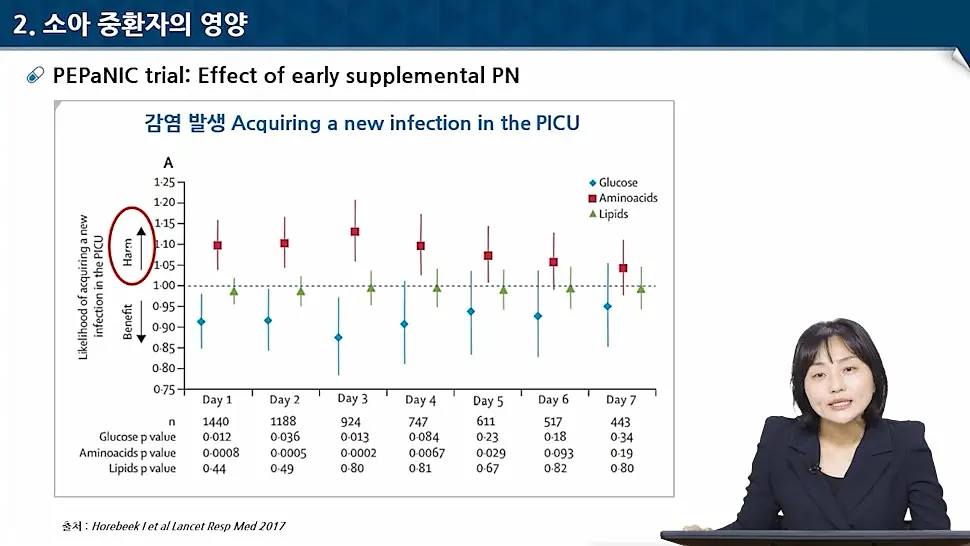 2. 소아 중환자의 영양
PEPaNIC trial: Effect of early supplemental PN
감염 발생 Acquiring a new infection in the PICU
A
Likelihood of acquiring a new
infection in the PICU
Harm
Benefit
1·25
1·20
1·15
1·10
1·05
1·00
0·95
0·90
0·85
0·80
0·75
Glucose
Aminoacids
Lipids
Day 1 Day 2 Day 3 Day 4 Day 5 Day 6 Day 7
n 1440 1188 924 747 611 517 443
Glucose p value 0·012 0·036 0·013 0·084 0·23 0·18 0·34
Aminoacids p value 0·0008 0·0005 0·0002 0·0067 0·029 0·093 0·19
Lipids p value 0·44 0·49 0·80 0·81 0·67 0·82 0·80
출처 : Horebeek I et al Lancet Resp Med 2017